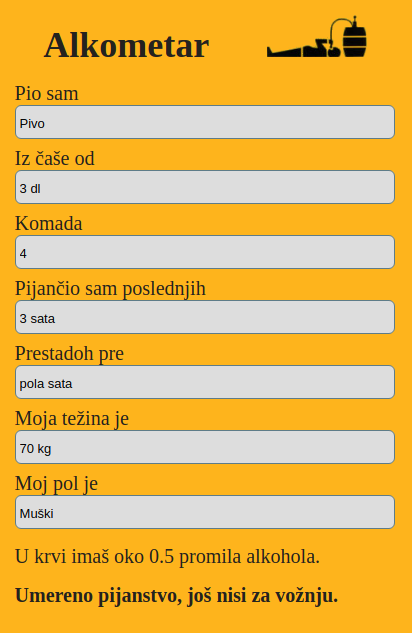 Alkometar
Pio sam
Pivo
Iz čaše od
3 dl
Komada
4
Pijančio sam poslednjih
3 sata
Prestadoh pre
pola sata
Moja težina je
70 kg
Moj pol je
Muški
U krvi imaš oko 0.5 promila alkohola.
Umereno pijanstvo, još nisi za vožnju.